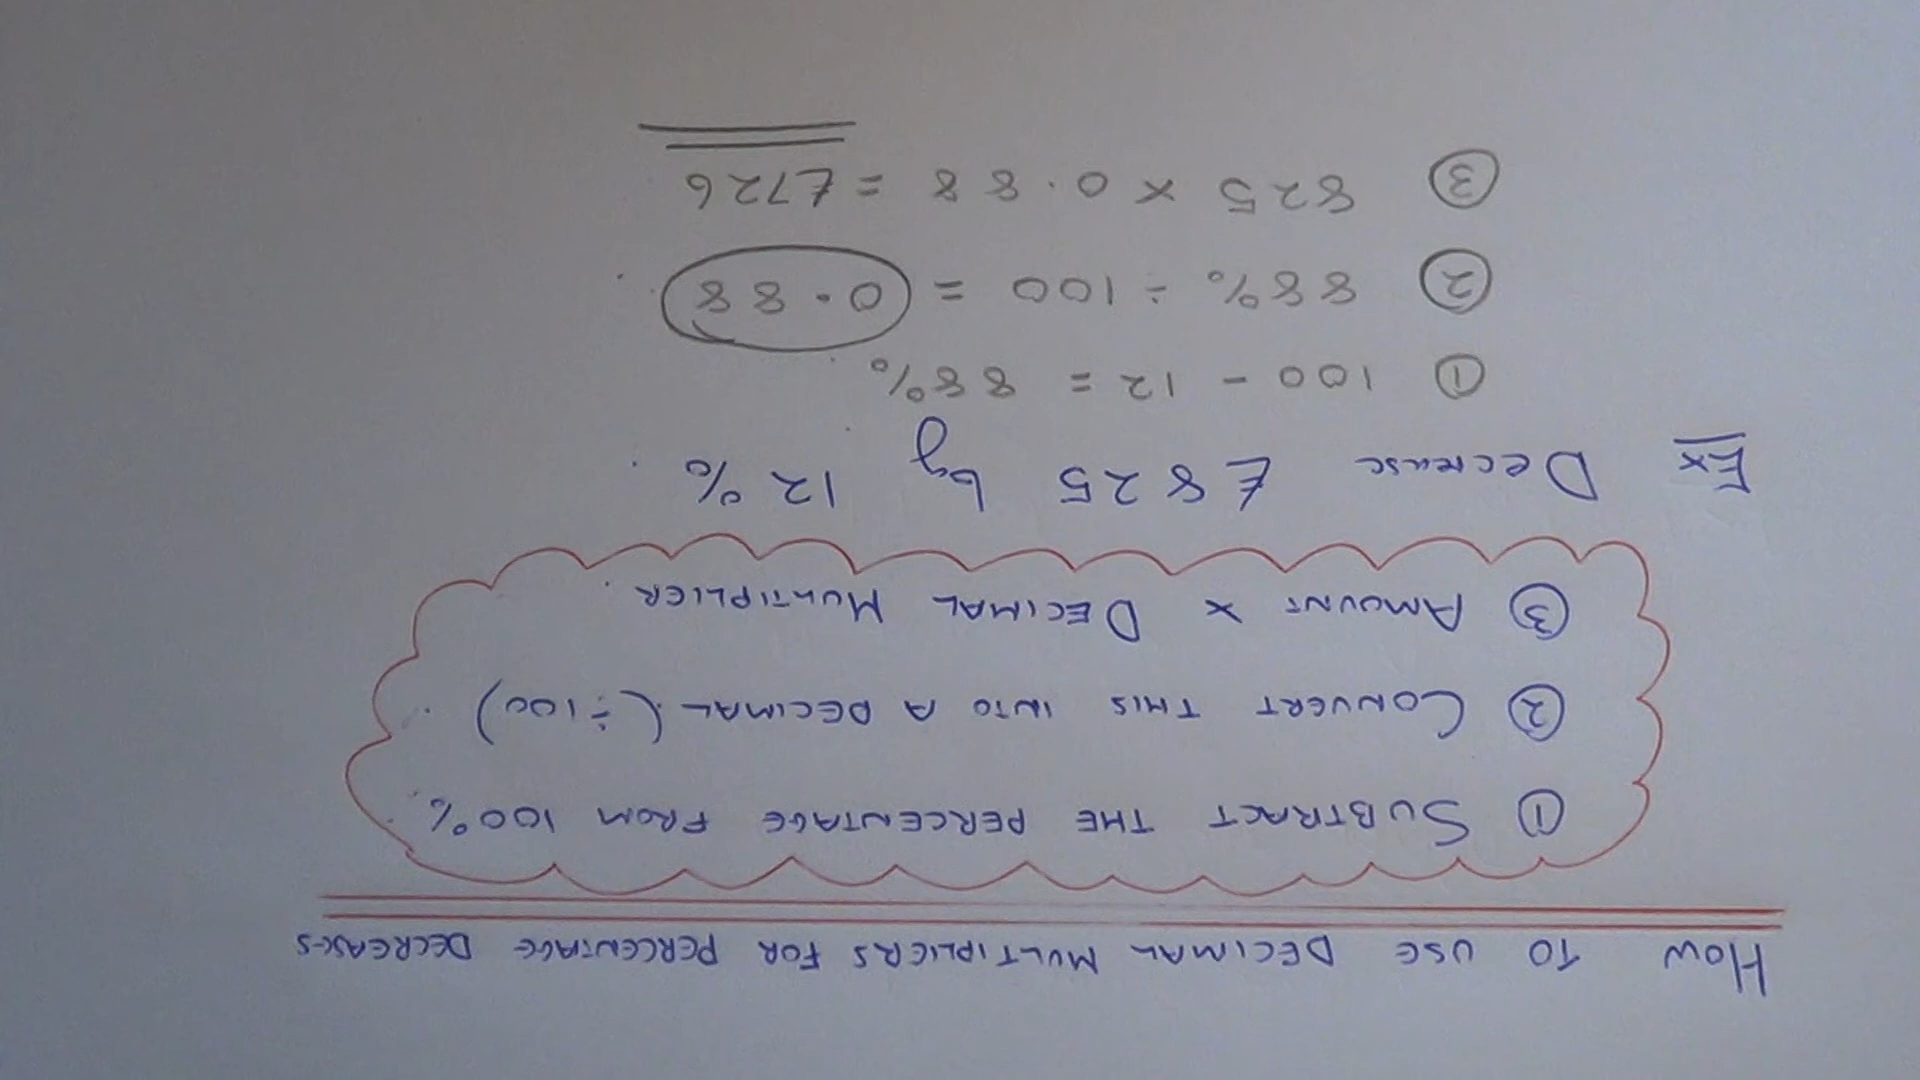 HOW TO USE DECIMAL MULTIPLIERS FOR PERCENTAGE DECREASES
① SUBTRACT THE PERCENTAGE FROM 100%.
② CONVERT THIS INTO A DECIMAL (÷100).
③ AMOUNT × DECIMAL MULTIPLIER.
Ex Decrease £825 by 12%.
① 100 - 12 = 88%
② 88% ÷ 100 = 0.88
③ 825 × 0.88 = £726